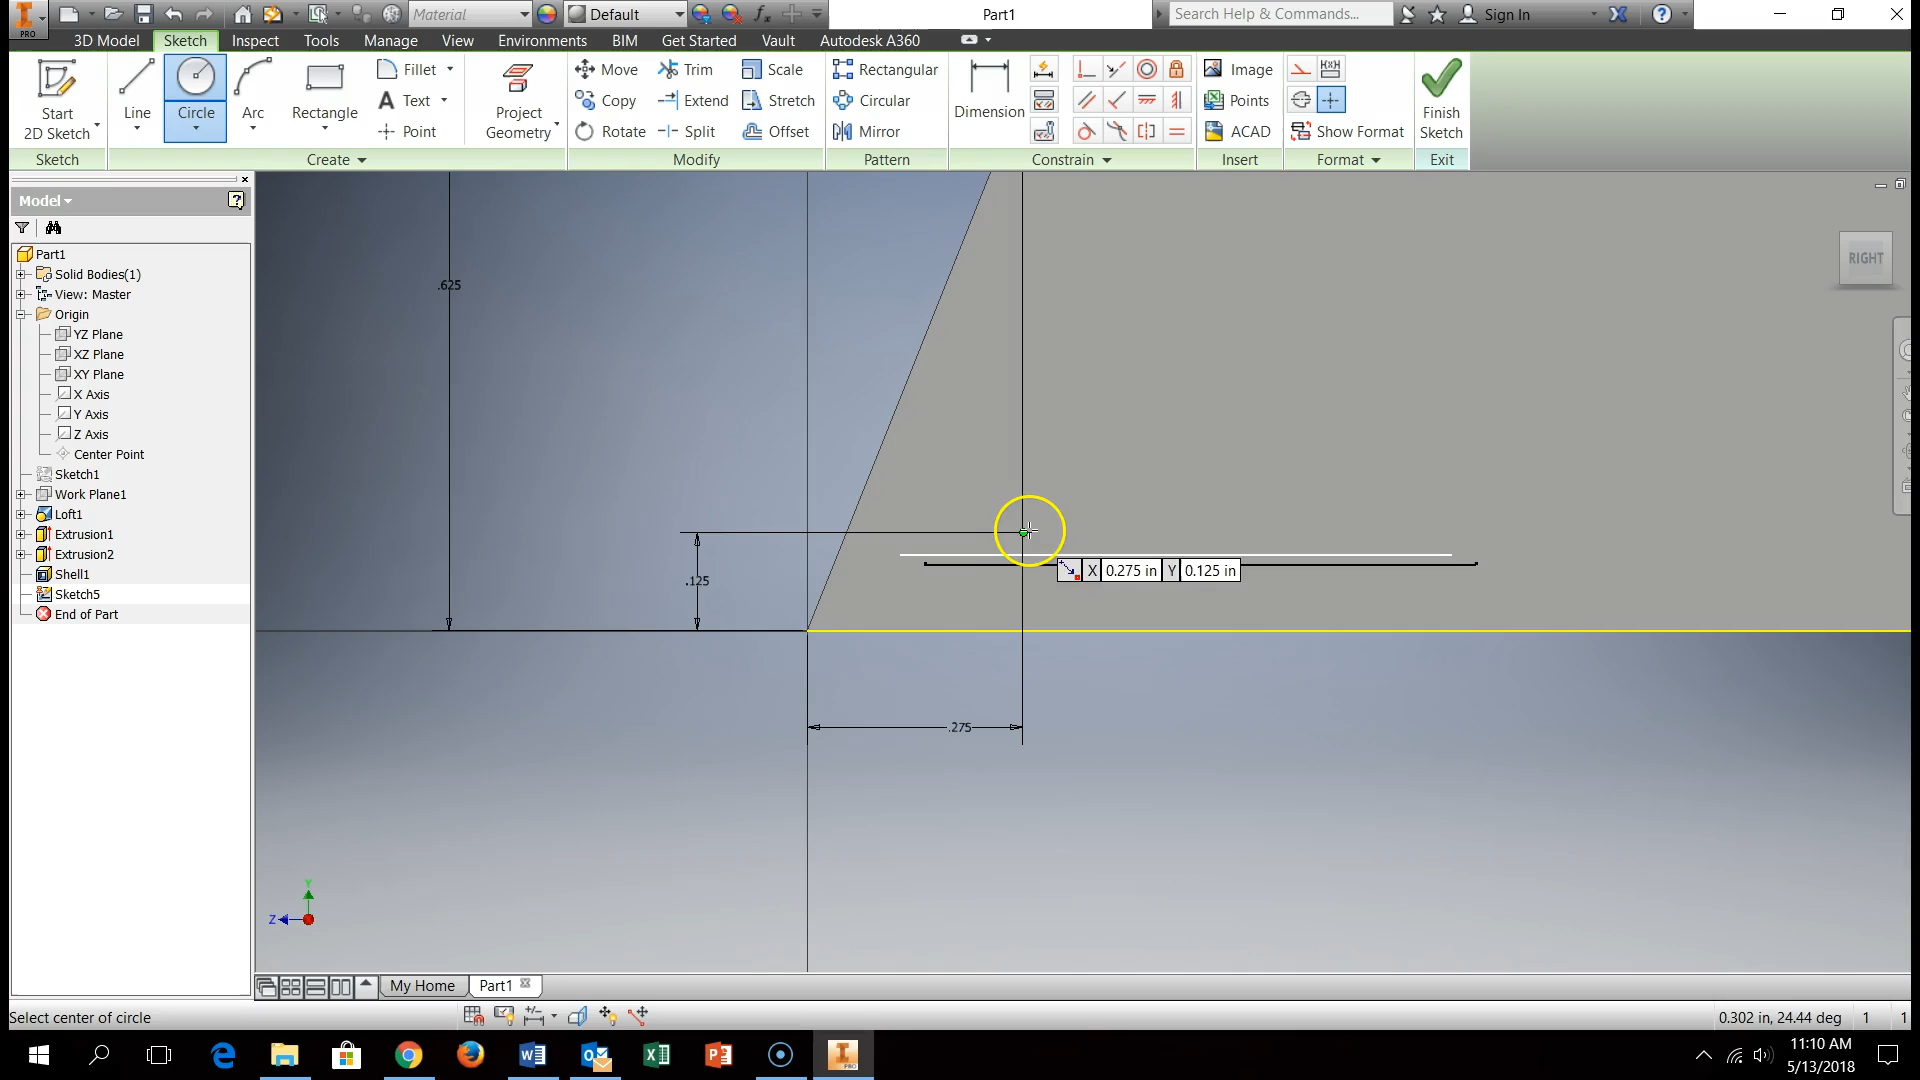 Material
Default
Part1
Search Help & Commands...
Sign In
PRO
3D Model
Sketch
Inspect
Tools
Manage
View
Environments
BIM
Get Started
Vault
Autodesk A360
Start
2D Sketch
Line
Circle
Arc
Rectangle
Fillet
Text
Point
Project
Geometry
Move
Copy
Rotate
Trim
Extend
Split
Scale
Stretch
Offset
Rectangular
Circular
Mirror
Dimension
Image
Points
ACAD
Show Format
Finish
Sketch
Sketch
Create
Modify
Pattern
Constrain
Insert
Format
Exit
Model
Part1
Solid Bodies(1)
View: Master
Origin
YZ Plane
XZ Plane
XY Plane
X Axis
Y Axis
Z Axis
Center Point
Sketch1
Work Plane1
Loft1
Extrusion1
Extrusion2
Shell1
Sketch5
End of Part
.625
RIGHT
.125
X 0.275 in Y 0.125 in
.275
Y
Z
My Home
Part1
Select center of circle
0.302 in, 24.44 deg 1 1
11:10 AM
5/13/2018